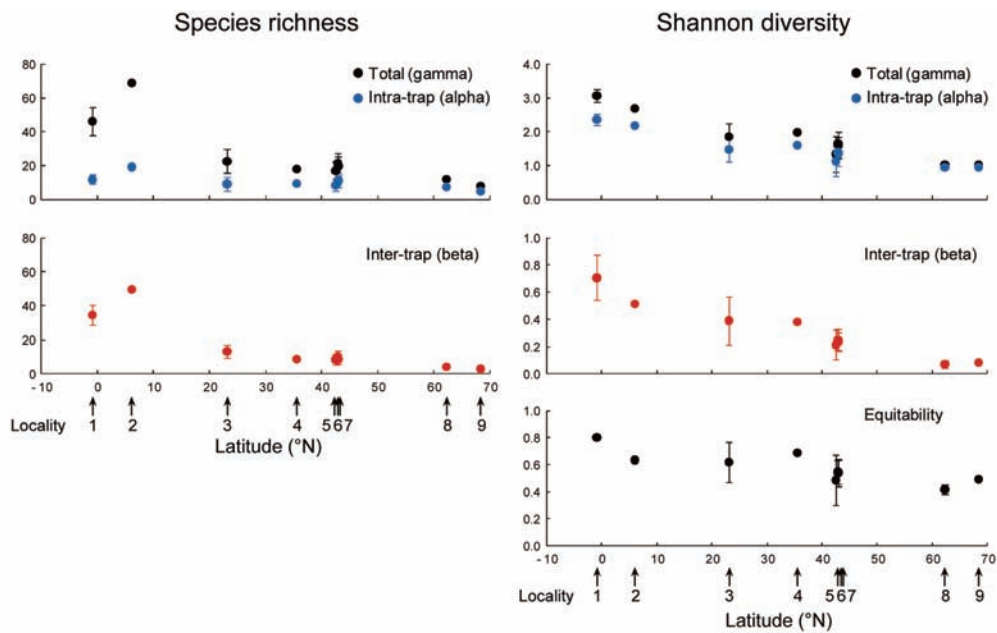 Species richness
80
60
40
20
0
Total (gamma)
Intra-trap (alpha)
80
60
40
20
0
Inter-trap (beta)
-10 0 10 20 30 40 50 60 70
Locality 1 2 3 4 5 6 7 8 9
Latitude (°N)
Shannon diversity
4.0
3.0
2.0
1.0
0.0
Total (gamma)
Intra-trap (alpha)
1.0
0.8
0.6
0.4
0.2
0.0
Inter-trap (beta)
1.0
0.8
0.6
0.4
0.2
0.0
Equitability
-10 0 10 20 30 40 50 60 70
Locality 1 2 3 4 5 6 7 8 9
Latitude (°N)